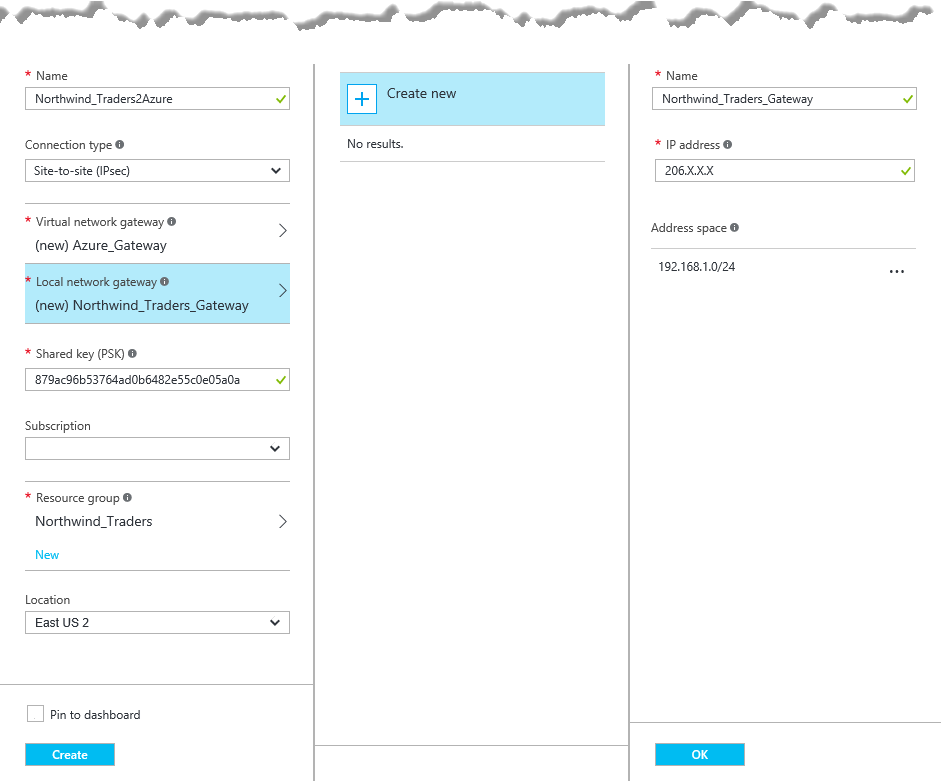 * Name
Northwind_Traders2Azure
Connection type
Site-to-site (IPsec)
* Virtual network gateway
(new) Azure_Gateway
* Local network gateway
(new) Northwind_Traders_Gateway
* Shared key (PSK)
879ac96b53764ad0b6482e55c0e05a0a
Subscription
* Resource group
Northwind_Traders
New
Location
East US 2
Pin to dashboard
Create
Create new
No results.
* Name
Northwind_Traders_Gateway
* IP address
206.X.X.X
Address space
192.168.1.0/24
...
OK